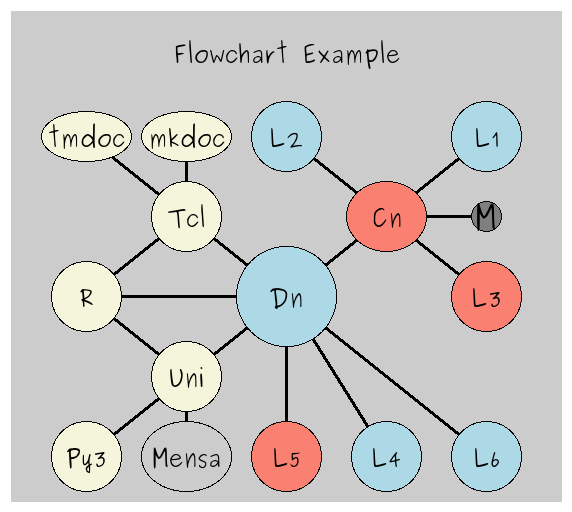 Flowchart Example
tmdoc
mkdoc
L2
L1
Tcl
Cn
M
R
Dn
L3
Uni
Py3
Mensa
L5
L4
L6